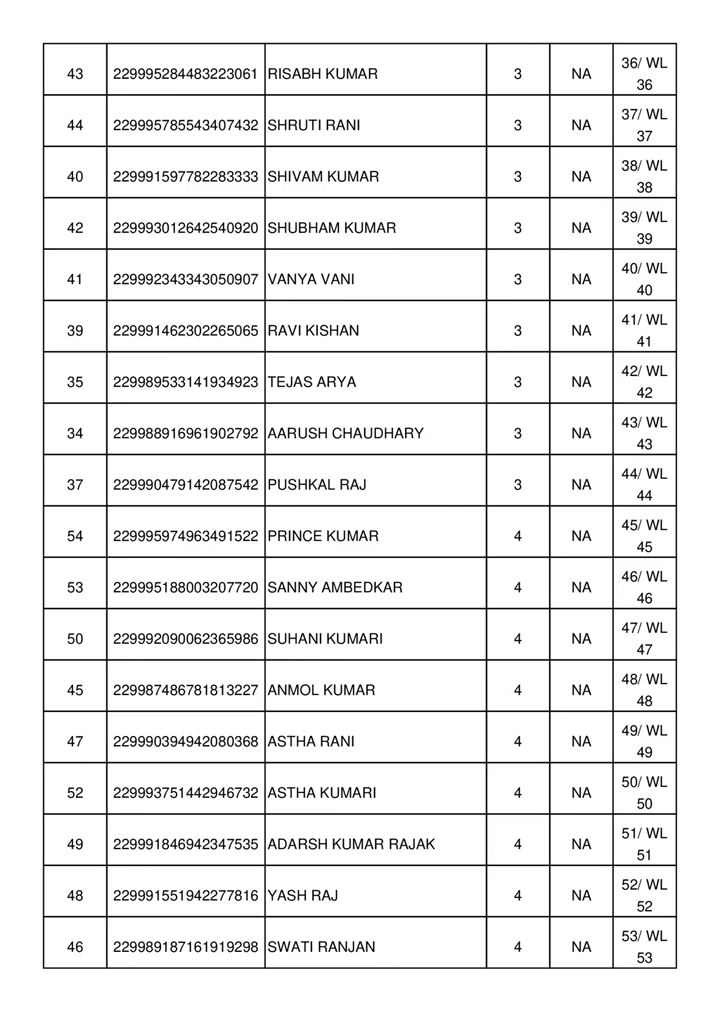 43 229995284483223061 RISABH KUMAR 3 NA 36/ WL
36
44 229995785543407432 SHRUTI RANI 3 NA 37/ WL
37
40 229991597782283333 SHIVAM KUMAR 3 NA 38/ WL
38
42 229993012642540920 SHUBHAM KUMAR 3 NA 39/ WL
39
41 229992343343050907 VANYA VANI 3 NA 40/ WL
40
39 229991462302265065 RAVI KISHAN 3 NA 41/ WL
41
35 229989533141934923 TEJAS ARYA 3 NA 42/ WL
42
34 229988916961902792 AARUSH CHAUDHARY 3 NA 43/ WL
43
37 229990479142087542 PUSHKAL RAJ 3 NA 44/ WL
44
54 229995974963491522 PRINCE KUMAR 4 NA 45/ WL
45
53 229995188003207720 SANNY AMBEDKAR 4 NA 46/ WL
46
50 229992090062365986 SUHANI KUMARI 4 NA 47/ WL
47
45 229987486781813227 ANMOL KUMAR 4 NA 48/ WL
48
47 229990394942080368 ASTHA RANI 4 NA 49/ WL
49
52 229993751442946732 ASTHA KUMARI 4 NA 50/ WL
50
49 229991846942347535 ADARSH KUMAR RAJAK 4 NA 51/ WL
51
48 229991551942277816 YASH RAJ 4 NA 52/ WL
52
46 229989187161919298 SWATI RANJAN 4 NA 53/ WL
53